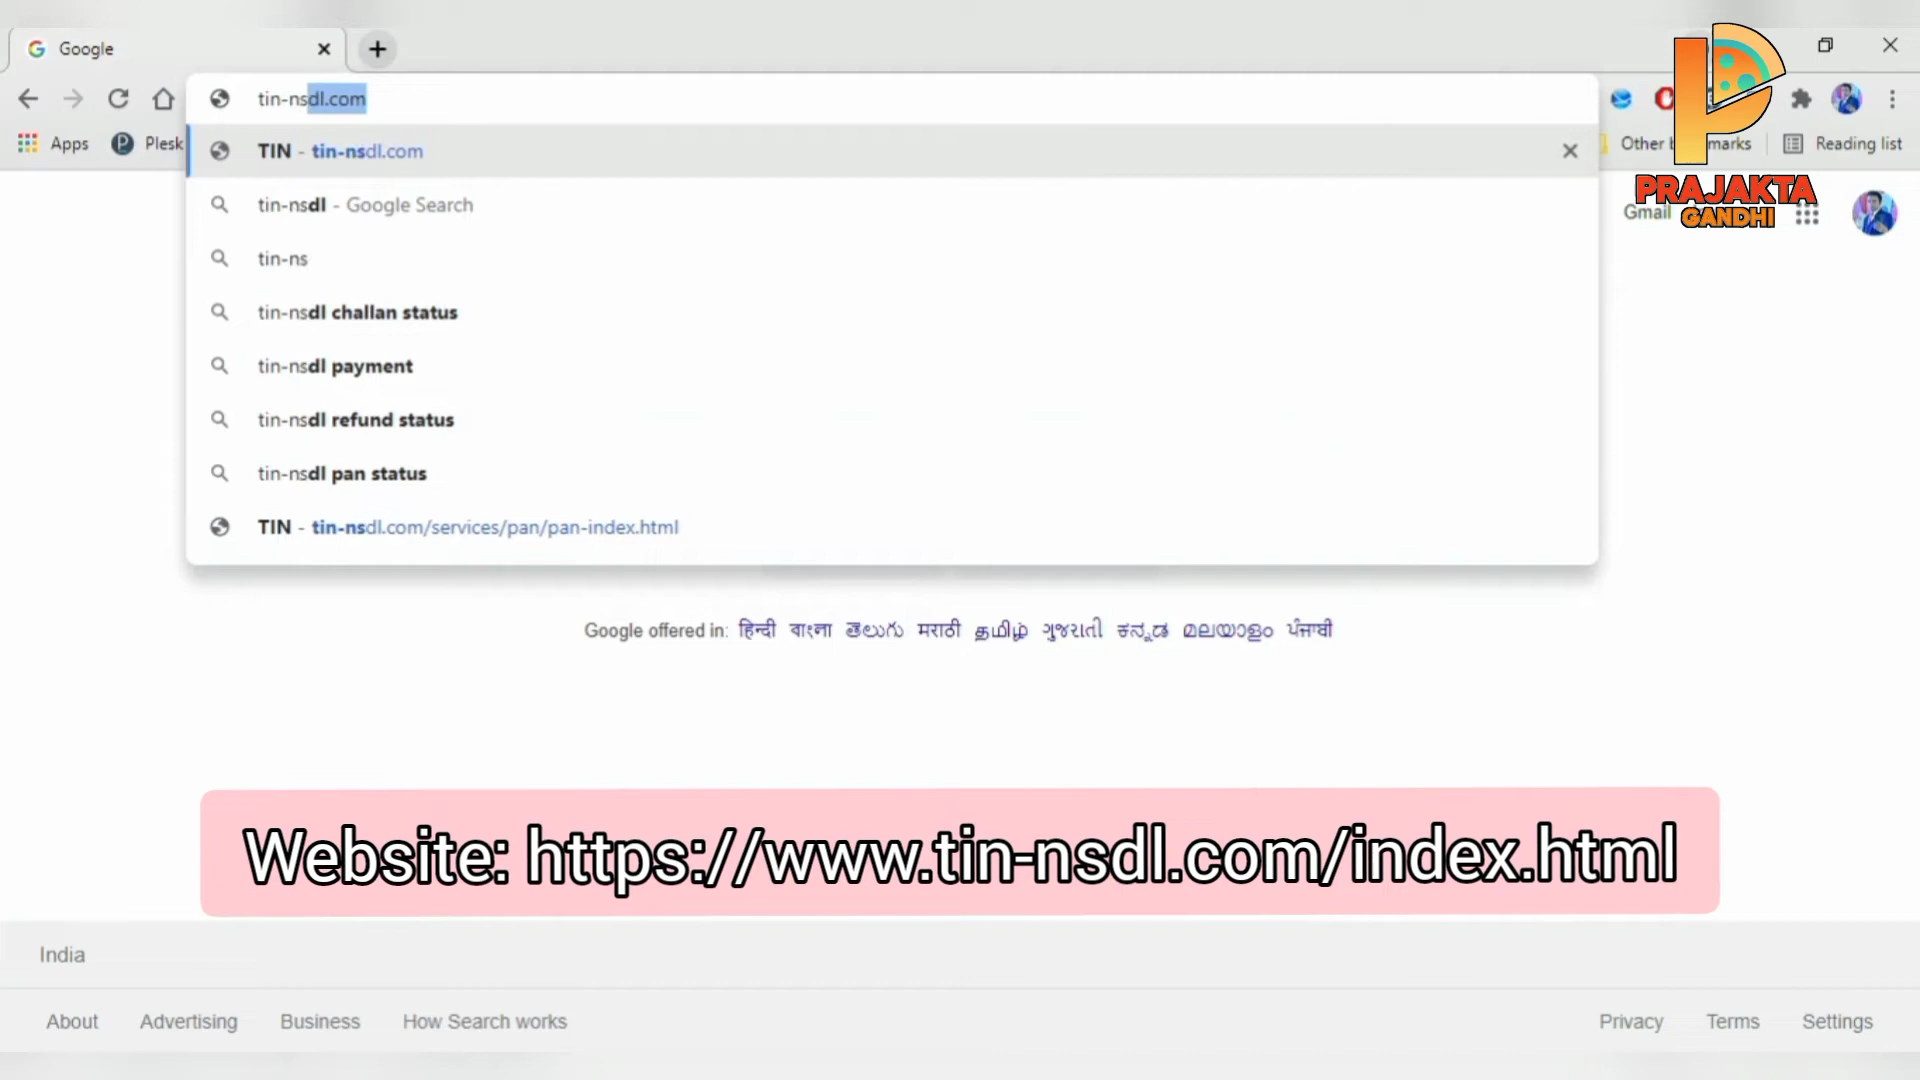 Google
tin-nsdl.com
Apps
Plesk
TIN - tin-nsdl.com
Other b marks
Reading list
PRAJAKTA
GANDHI
Gmail
tin-nsdl - Google Search
tin-ns
tin-nsdl challan status
tin-nsdl payment
tin-nsdl refund status
tin-nsdl pan status
TIN - tin-nsdl.com/services/pan/pan-index.html
Google offered in: हिन्दी বাংলা తెలుగు मराठी தமிழ் ગુજરાતી ಕನ್ನಡ മലയാളം ਪੰਜਾਬੀ
Website: https://www.tin-nsdl.com/index.html
India
About Advertising Business How Search works Privacy Terms Settings